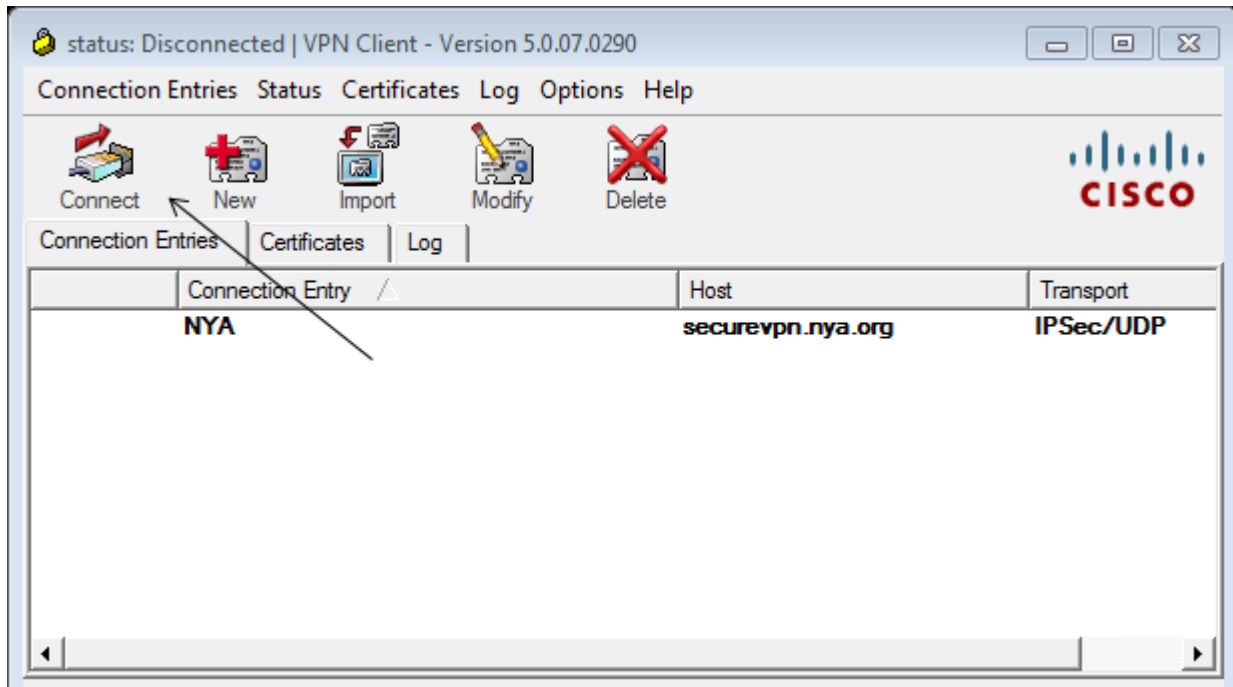 status: Disconnected | VPN Client - Version 5.0.07.0290
Connection Entries Status Certificates Log Options Help
Connect New Import Modify Delete
CISCO
Connection Entries Certificates Log
Connection Entry Host Transport
NYA securevpn.nya.org IPSec/UDP